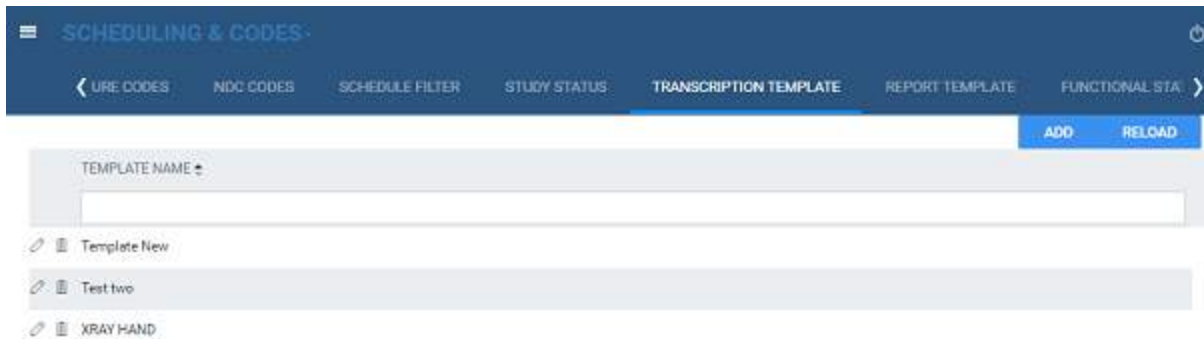 SCHEDULING & CODES
URE CODES NDC CODES SCHEDULE FILTER STUDY STATUS TRANSCRIPTION TEMPLATE REPORT TEMPLATE FUNCTIONAL STA
ADD RELOAD
TEMPLATE NAME
Template New
Test two
XRAY HAND